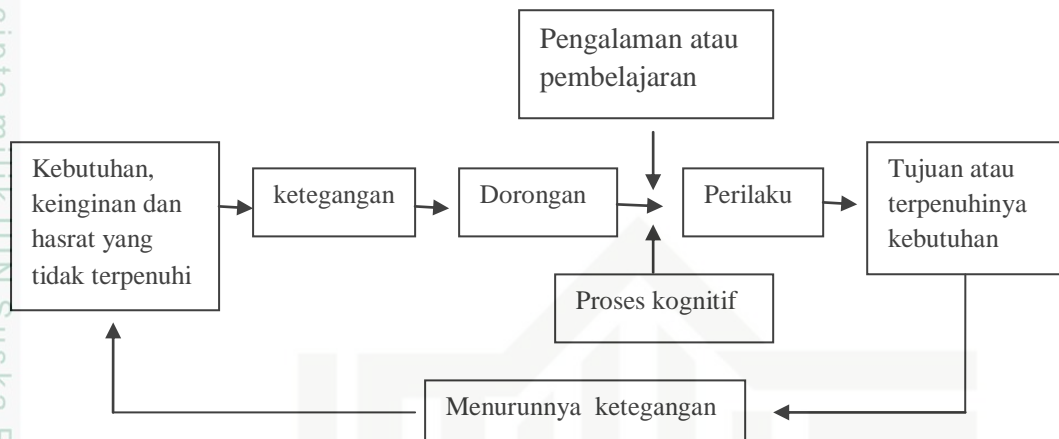 Pengalaman atau
pembelajaran
Kebutuhan,
keinginan dan
hasrat yang
tidak terpenuhi
ketegangan
Dorongan
Perilaku
Tujuan atau
terpenuhinya
kebutuhan
Proses kognitif
Menurunnya ketegangan